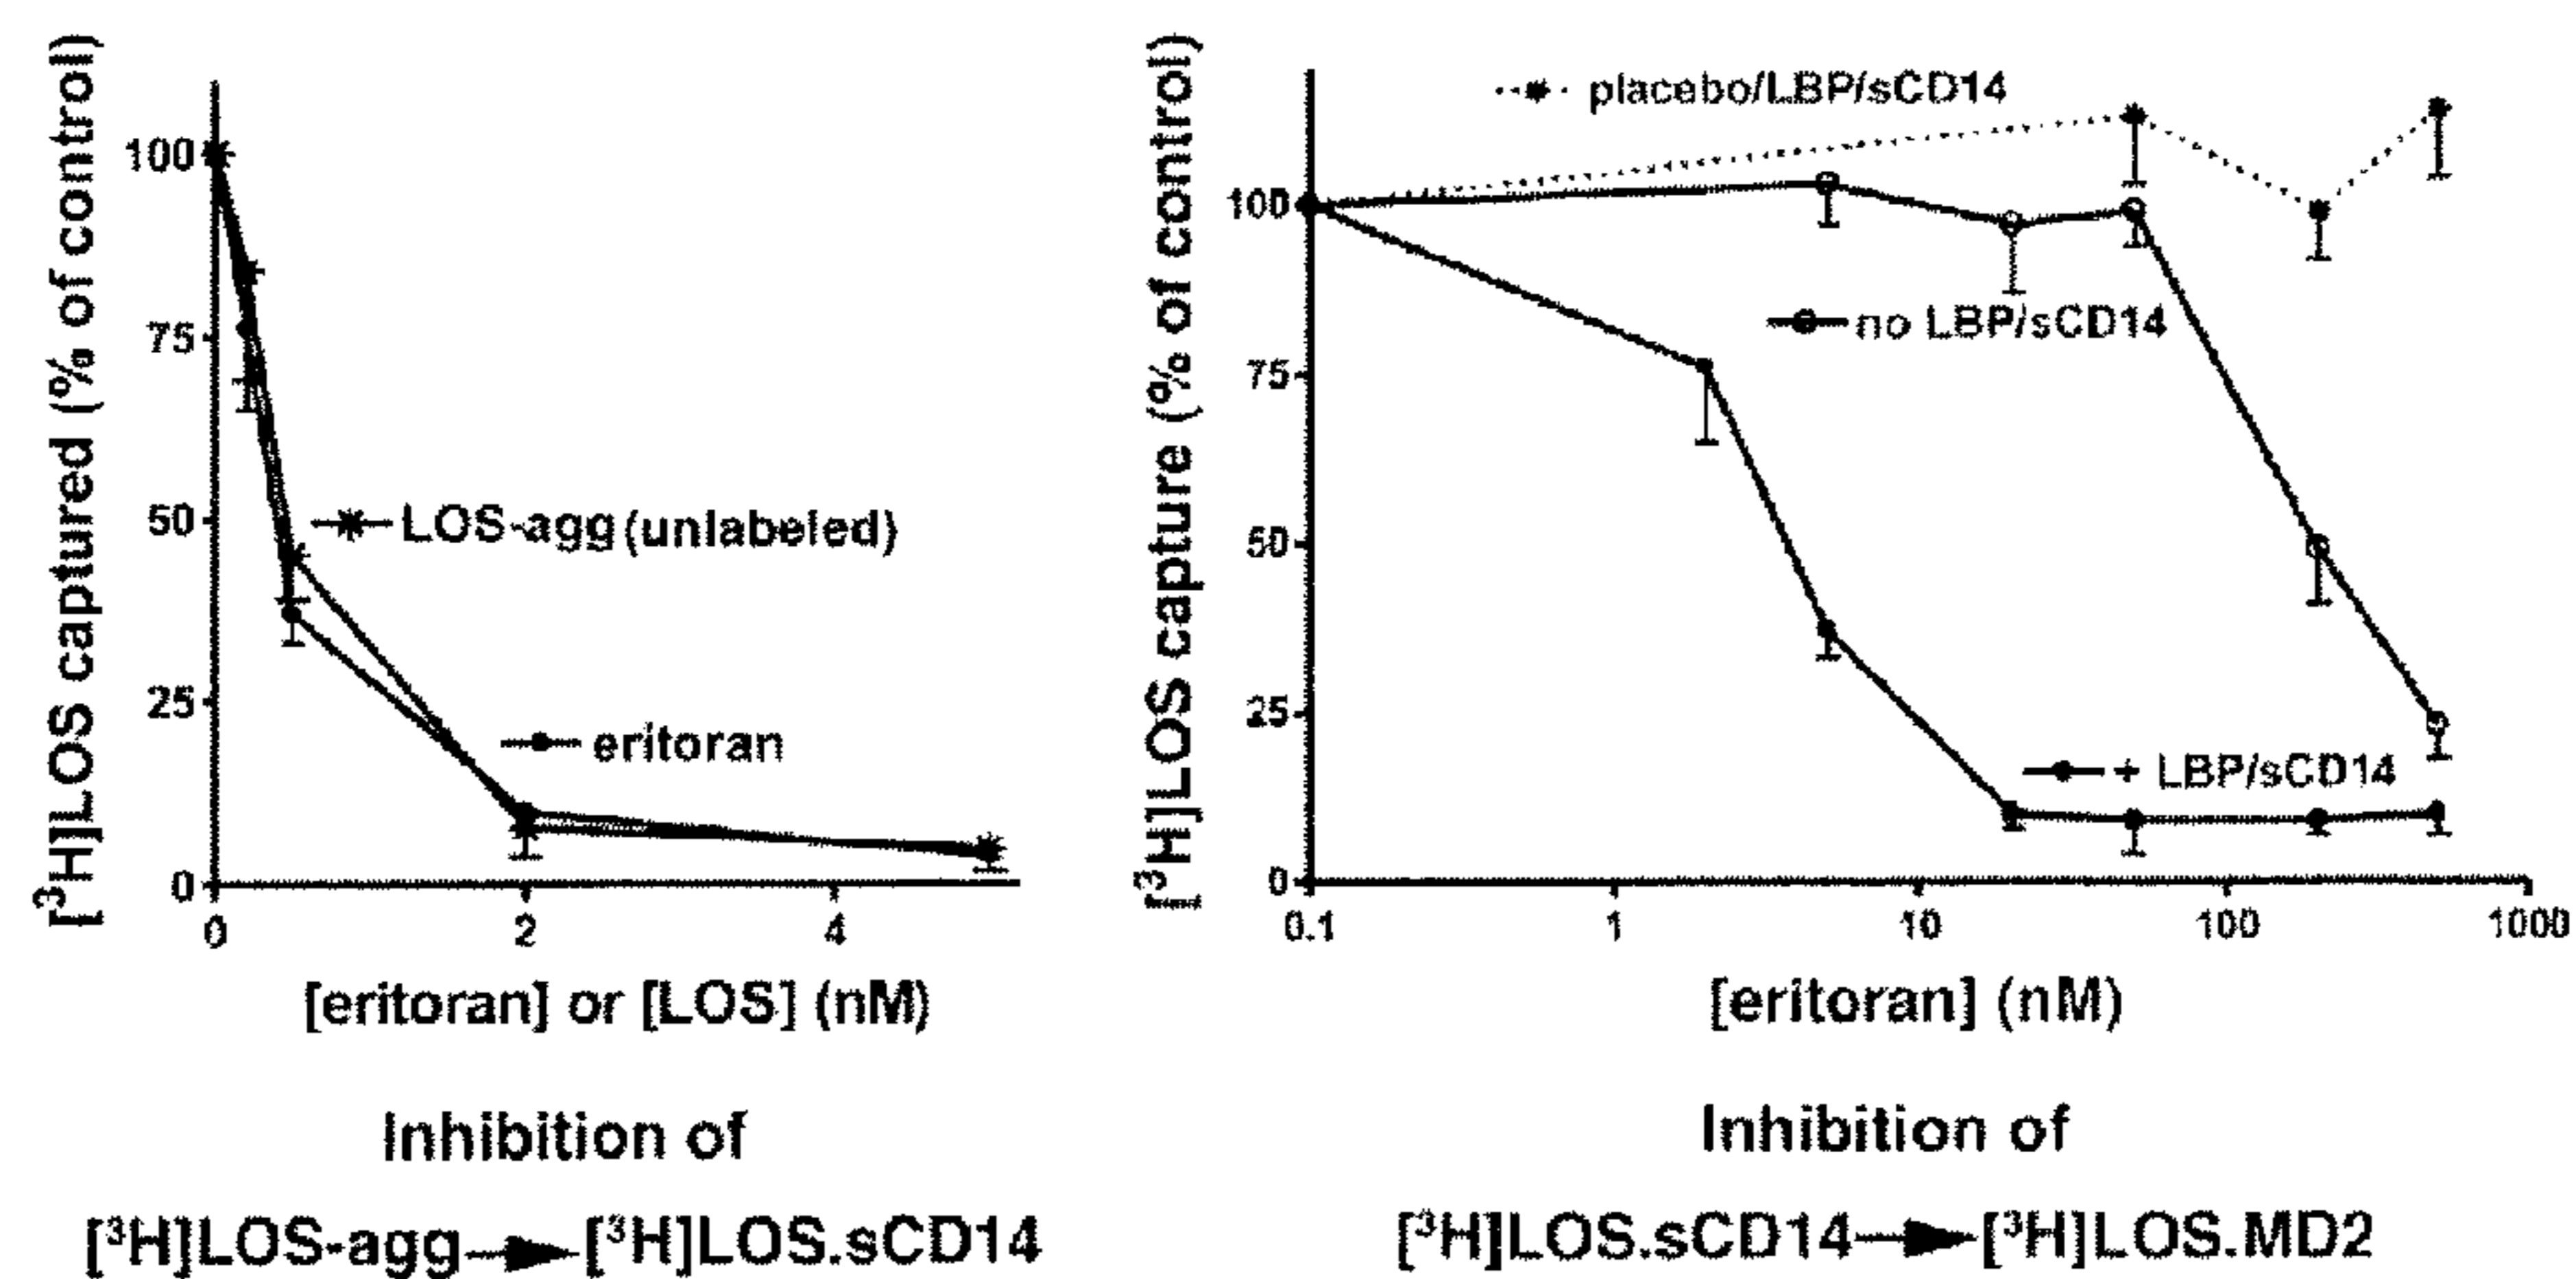 [³H]LOS captured (% of control)
100
75
50
25
0
0
2
4
LOS-agg (unlabeled)
eritoran
[eritoran] or [LOS] (nM)
Inhibition of
[³H]LOS-agg→[³H]LOS.sCD14
[³H]LOS capture (% of control)
100
75
50
25
0
0.1
1
10
100
1000
placebo/LBP/sCD14
no LBP/sCD14
+ LBP/sCD14
[eritoran] (nM)
Inhibition of
[³H]LOS.sCD14→[³H]LOS.MD2